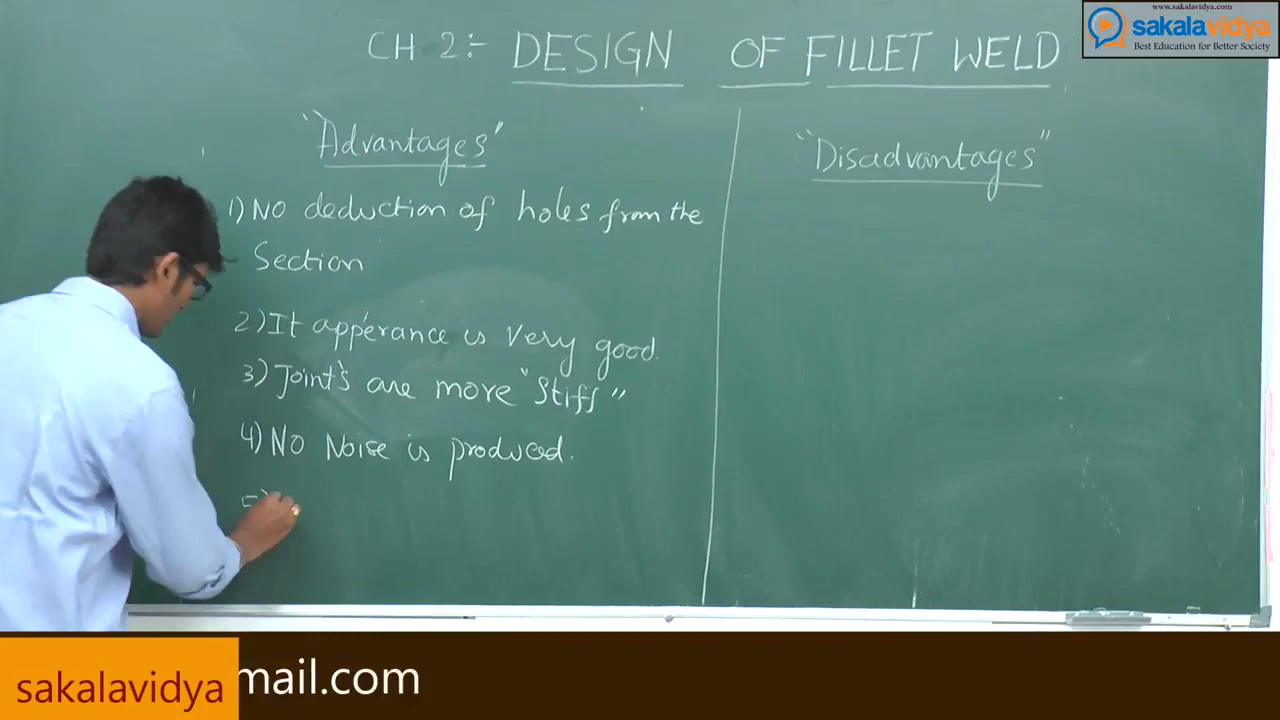 www.sakalavidya.com
sakalavidya
Best Education for Better Society
CH 2:- DESIGN OF FILLET WELD
"Advantages"
1) NO deduction of holes from the
Section
2) It apperance is very good.
3) Joint's are more "Stiff"
4) NO Noise is produced.
5)
"Disadvantages"
sakalavidya
mail.com